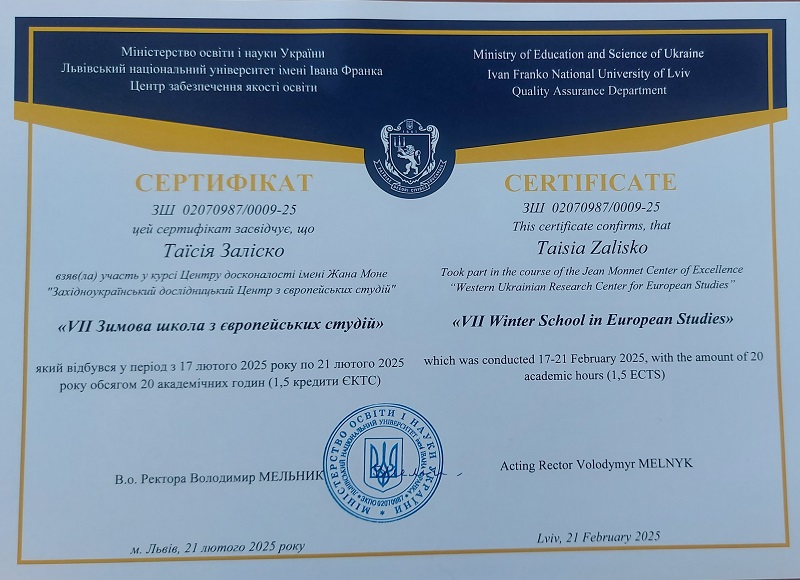 Міністерство освіти і науки України
Львівський національний університет імені Івана Франка
Центр забезпечення якості освіти
Ministry of Education and Science of Ukraine
Ivan Franko National University of Lviv
Quality Assurance Department
СЕРТИФІКАТ
ЗШ 02070987/0009-25
цей сертифікат засвідчує, що
Таїсія Заліско
взяв(ла) участь у курсі Центру досконалості імені Жана Моне
"Західноукраїнський дослідницький Центр з європейських студій"
«VII Зимова школа з європейських студій»
який відбувся у період з 17 лютого 2025 року по 21 лютого 2025
року обсягом 20 академічних годин (1,5 кредити ЄКТС)
CERTIFICATE
ЗШ 02070987/0009-25
This certificate confirms, that
Taisia Zalisko
Took part in the course of the Jean Monnet Center of Excellence
“Western Ukrainian Research Center for European Studies”
«VII Winter School in European Studies»
which was conducted 17-21 February 2025, with the amount of 20
academic hours (1,5 ECTS)
В.о. Ректора Володимир МЕЛЬНИК
МІНІСТЕРСТВО ОСВІТИ І НАУКИ УКРАЇНИ
ЛЬВІВСЬКИЙ НАЦІОНАЛЬНИЙ УНІВЕРСИТЕТ ІМЕНІ ІВАНА ФРАНКА
02070987
Acting Rector Volodymyr MELNYK
м. Львів, 21 лютого 2025 року
Lviv, 21 February 2025